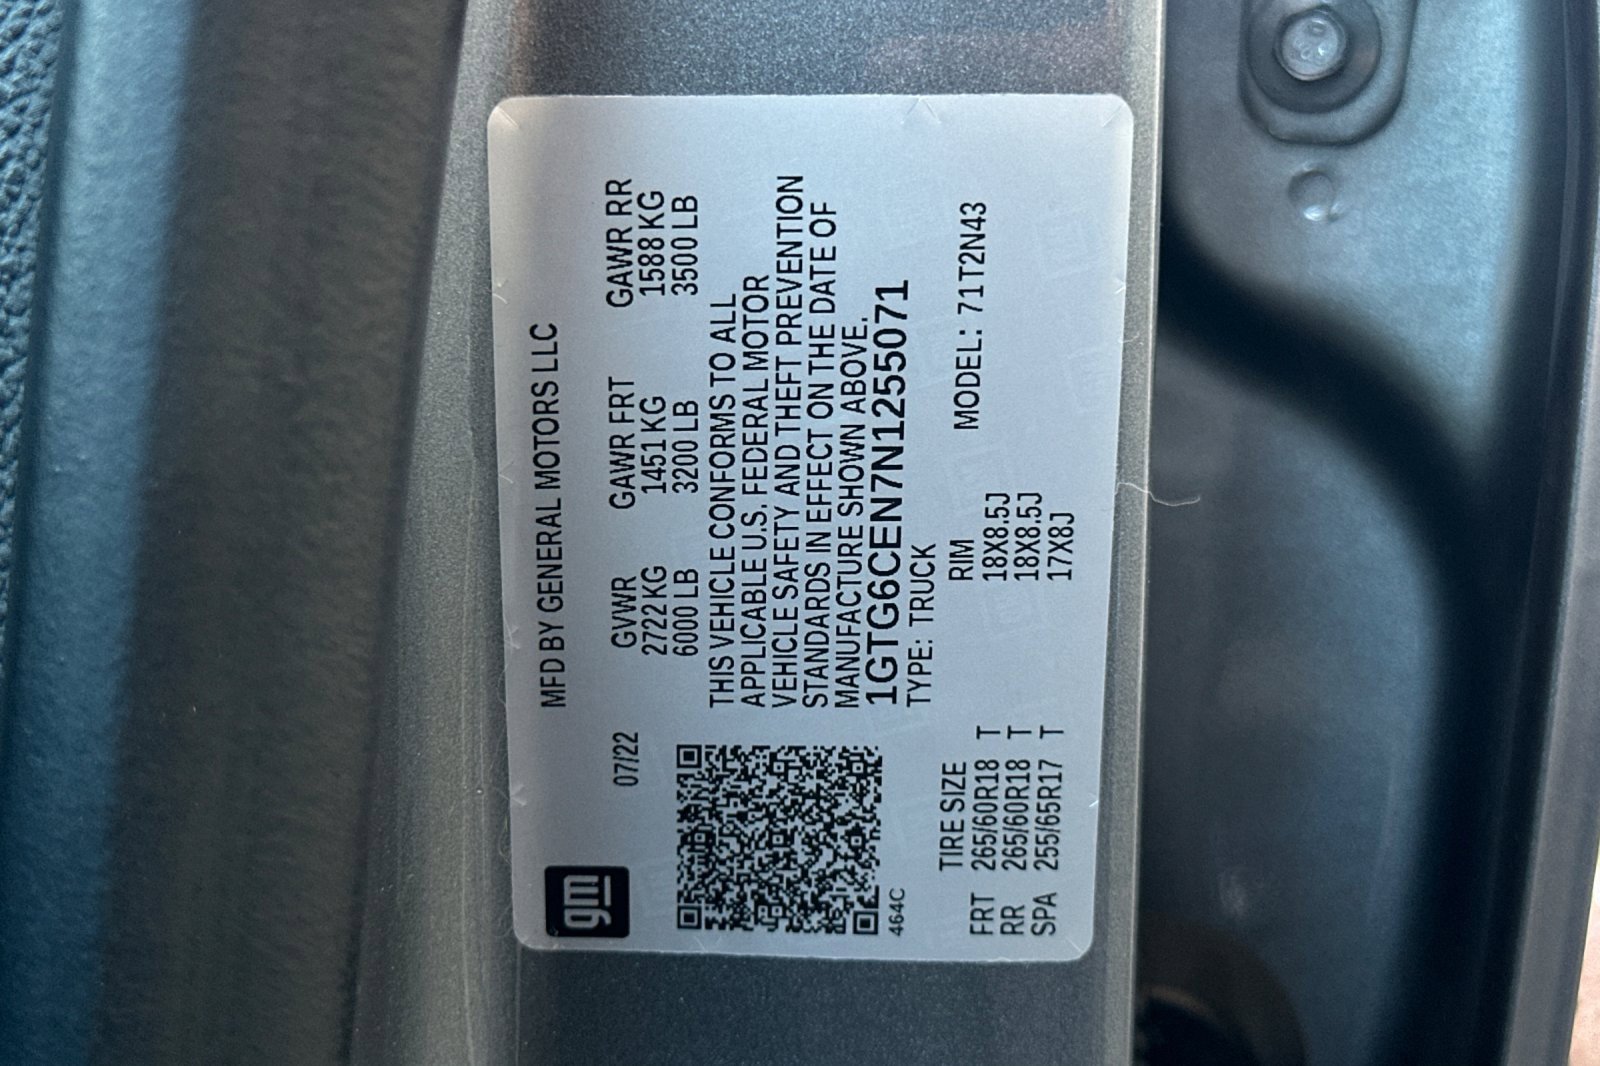 gm
MFD BY GENERAL MOTORS LLC
07/22
GVWR GAWR FRT GAWR RR
2722 KG 1451 KG 1588 KG
6000 LB 3200 LB 3500 LB
THIS VEHICLE CONFORMS TO ALL
APPLICABLE U.S. FEDERAL MOTOR
VEHICLE SAFETY AND THEFT PREVENTION
STANDARDS IN EFFECT ON THE DATE OF
MANUFACTURE SHOWN ABOVE.
1GTG6CEN7N1255071
464C
TYPE: TRUCK
MODEL: 71T2N43
TIRE SIZE RIM
FRT 265/60R18 T 18X8.5J
RR 265/60R18 T 18X8.5J
SPA 255/65R17 T 17X8J